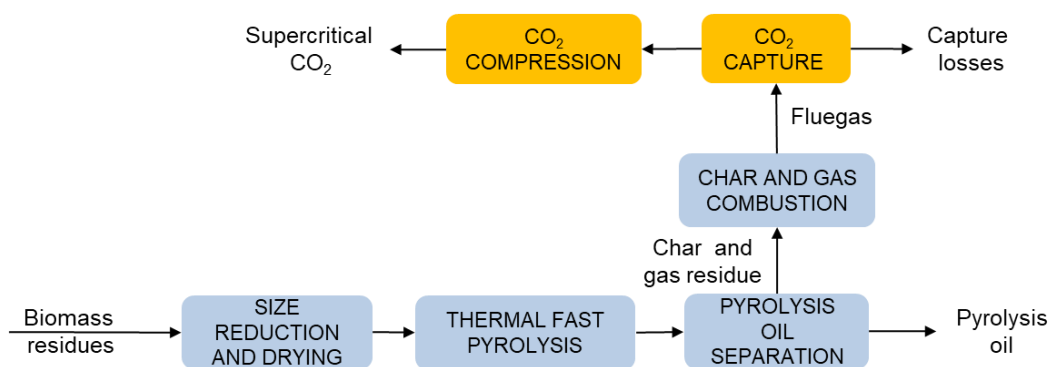 Supercritical
CO₂
CO₂
COMPRESSION
CO₂
CAPTURE
Capture
losses
Fluegas
CHAR AND GAS
COMBUSTION
Char and
gas residue
Biomass
residues
SIZE
REDUCTION
AND DRYING
THERMAL FAST
PYROLYSIS
PYROLYSIS
OIL
SEPARATION
Pyrolysis
oil